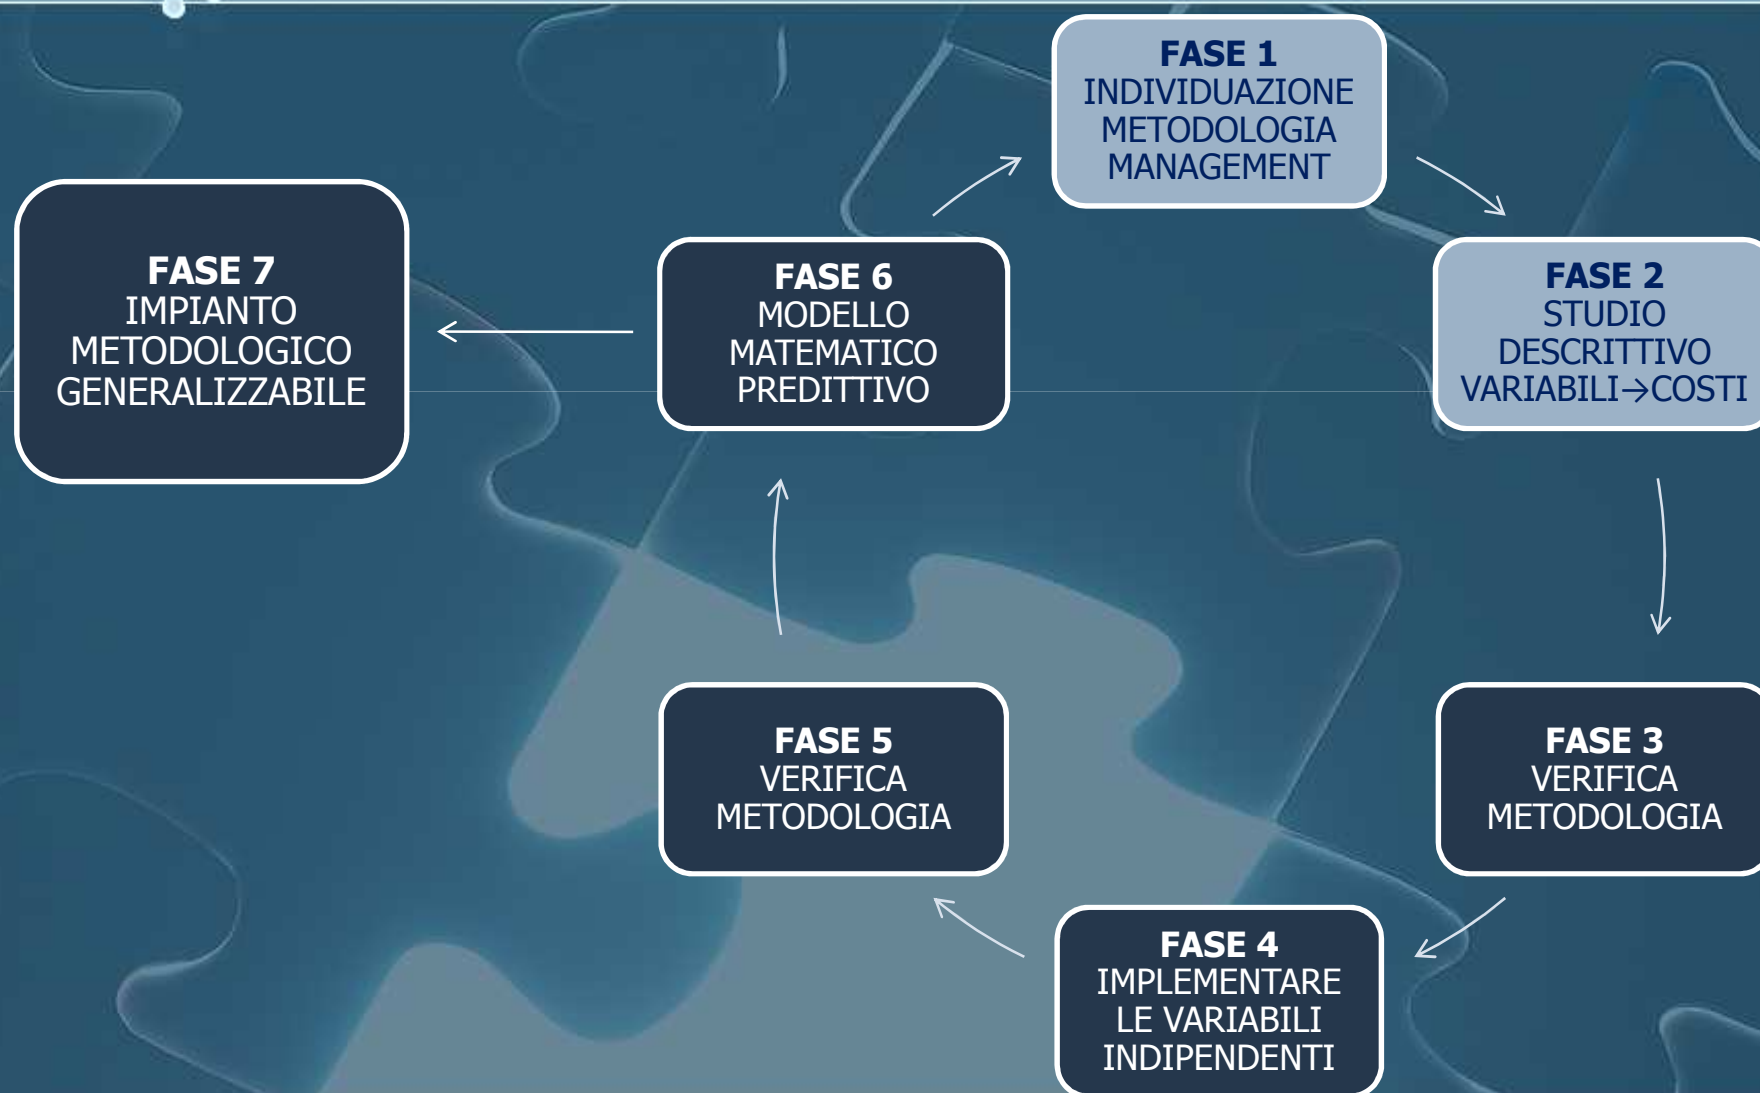 FASE 1
INDIVIDUAZIONE
METODOLOGIA
MANAGEMENT
FASE 2
STUDIO
DESCRITTIVO
VARIABILI→COSTI
FASE 3
VERIFICA
METODOLOGIA
FASE 4
IMPLEMENTARE
LE VARIABILI
INDIPENDENTI
FASE 5
VERIFICA
METODOLOGIA
FASE 6
MODELLO
MATEMATICO
PREDITTIVO
FASE 7
IMPIANTO
METODOLOGICO
GENERALIZZABILE